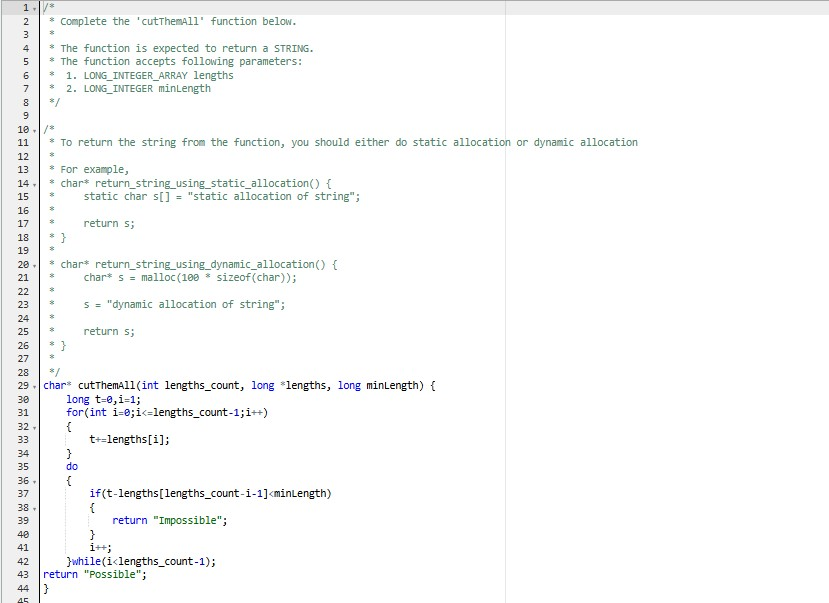 1 /*
2  * Complete the 'cutThemAll' function below.
3  *
4  * The function is expected to return a STRING.
5  * The function accepts following parameters:
6  *  1. LONG_INTEGER_ARRAY lengths
7  *  2. LONG_INTEGER minLength
8  */
9
10 /*
11  * To return the string from the function, you should either do static allocation or dynamic allocation
12  *
13  * For example,
14  * char* return_string_using_static_allocation() {
15  *     static char s[] = "static allocation of string";
16  *
17  *     return s;
18  * }
19  *
20  * char* return_string_using_dynamic_allocation() {
21  *     char* s = malloc(100 * sizeof(char));
22  *
23  *     s = "dynamic allocation of string";
24  *
25  *     return s;
26  * }
27  *
28  */
29 char* cutThemAll(int lengths_count, long *lengths, long minLength) {
30     long t=0,i=1;
31     for(int i=0;i<=lengths_count-1;i++)
32     {
33         t+=lengths[i];
34     }
35     do
36     {
37         if(t-lengths[lengths_count-i-1]<minLength)
38         {
39             return "Impossible";
40         }
41         i++;
42     }while(i<lengths_count-1);
43 return "Possible";
44 }
45